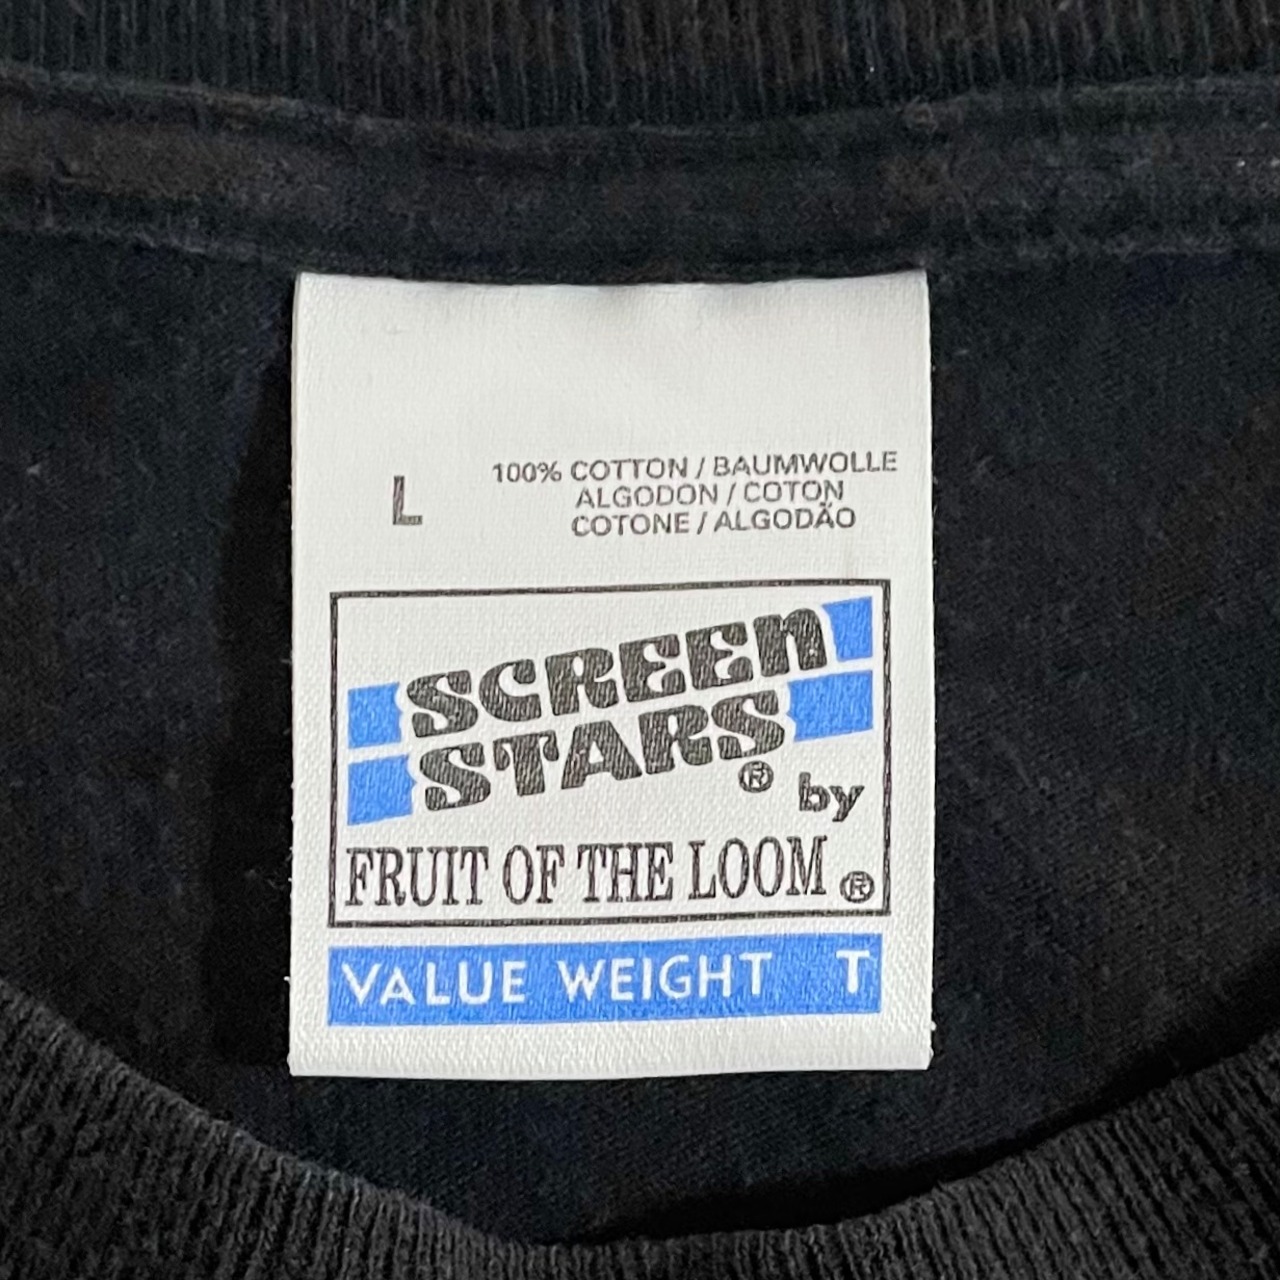 L
100% COTTON / BAUMWOLLE
ALGODON / COTON
COTONE / ALGODÃO
SCREEN
STARS ®
by
FRUIT OF THE LOOM ®
VALUE WEIGHT T